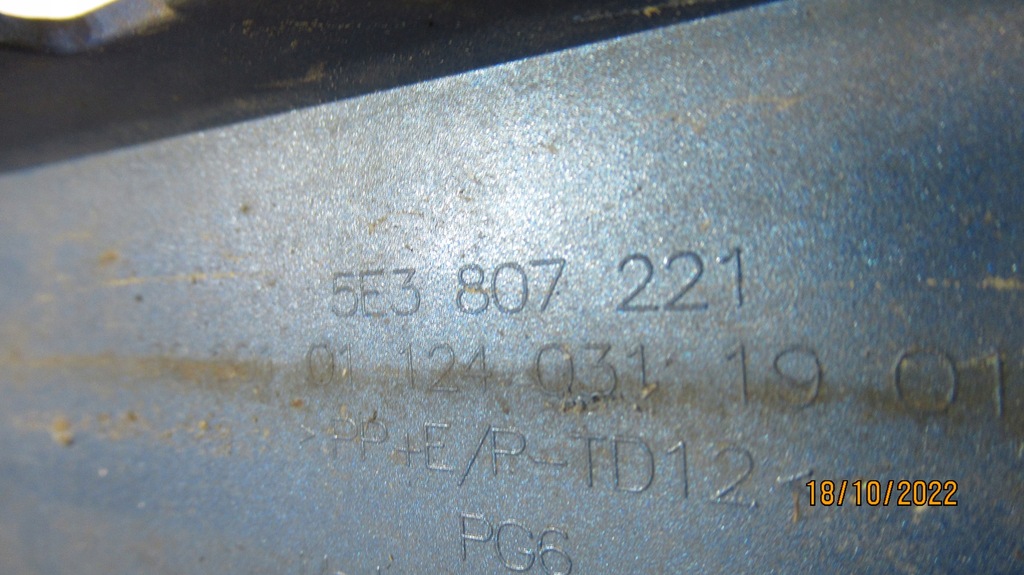 5E3 807 221
01 124 031 19 01
>PP+E/P-TD12<
PG6
18/10/2022